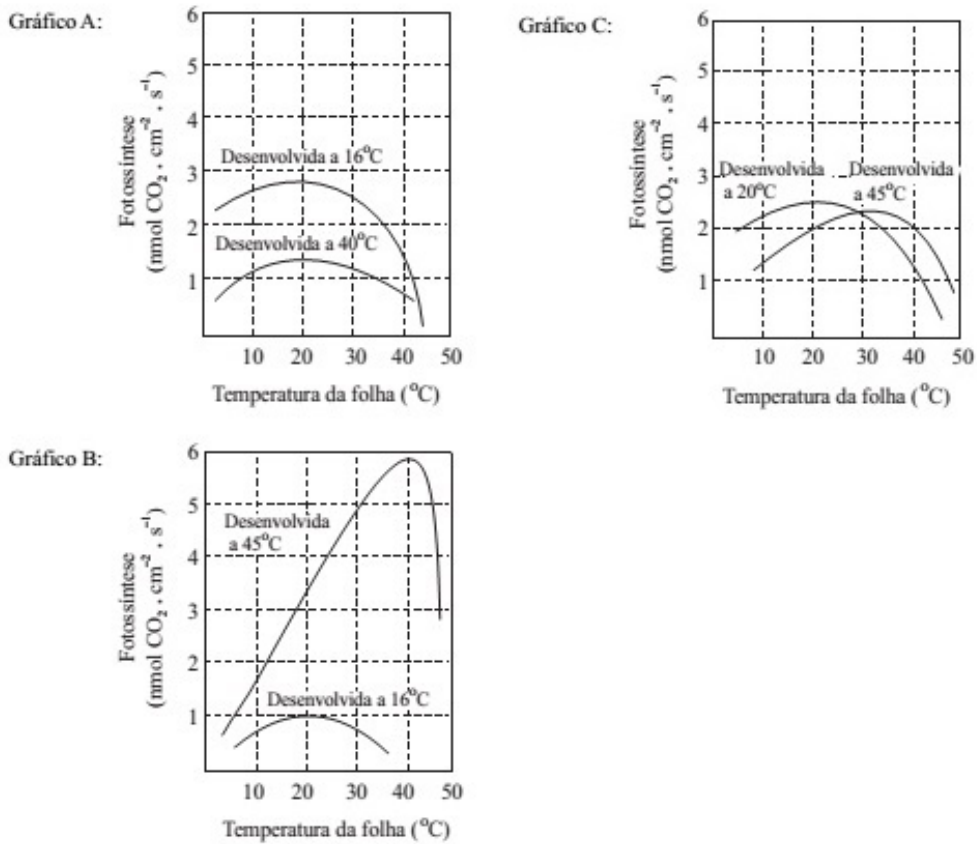 Gráfico A:
Fotossíntese
(nmol CO₂ . cm⁻² . s⁻¹)
6
5
4
3
2
1
Desenvolvida a 16°C
Desenvolvida a 40°C
10 20 30 40 50
Temperatura da folha (°C)
Gráfico C:
Fotossíntese
(nmol CO₂ . cm⁻² . s⁻¹)
6
5
4
3
2
1
Desenvolvida
a 20°C
Desenvolvida
a 45°C
10 20 30 40 50
Temperatura da folha (°C)
Gráfico B:
Fotossíntese
(nmol CO₂ . cm⁻² . s⁻¹)
6
5
4
3
2
1
Desenvolvida
a 45°C
Desenvolvida a 16°C
10 20 30 40 50
Temperatura da folha (°C)